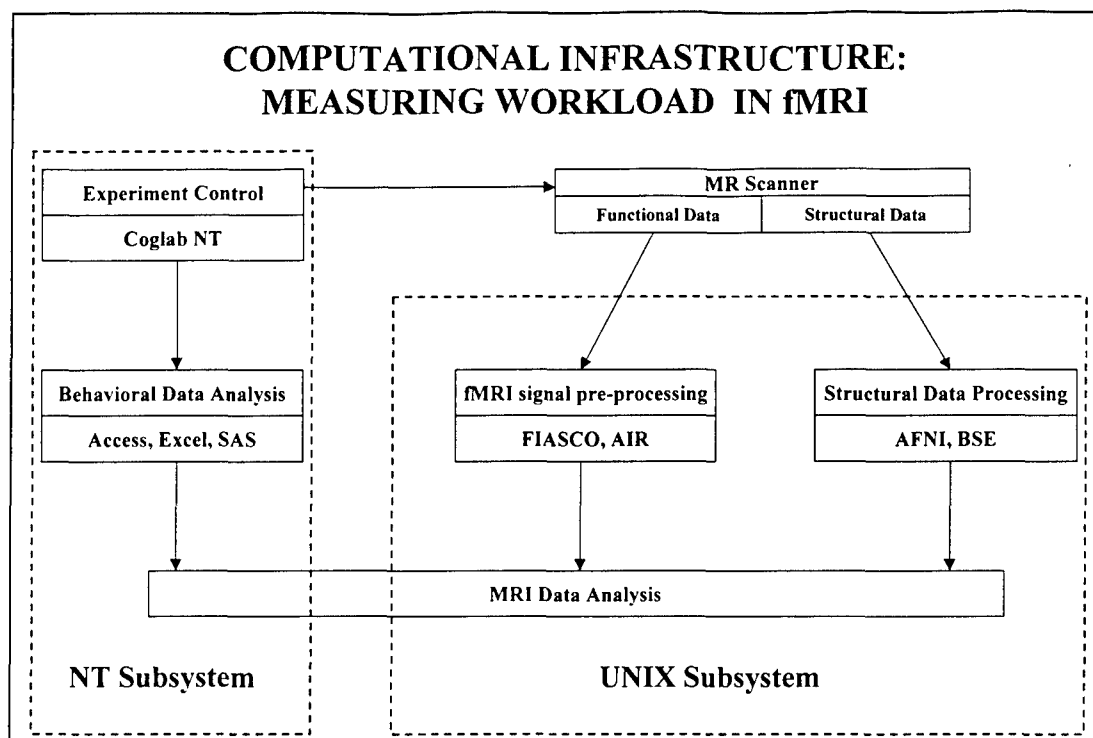 COMPUTATIONAL INFRASTRUCTURE:
MEASURING WORKLOAD IN fMRI
Experiment Control
Coglab NT
MR Scanner
Functional Data
Structural Data
Behavioral Data Analysis
Access, Excel, SAS
fMRI signal pre-processing
FIASCO, AIR
Structural Data Processing
AFNI, BSE
MRI Data Analysis
NT Subsystem
UNIX Subsystem